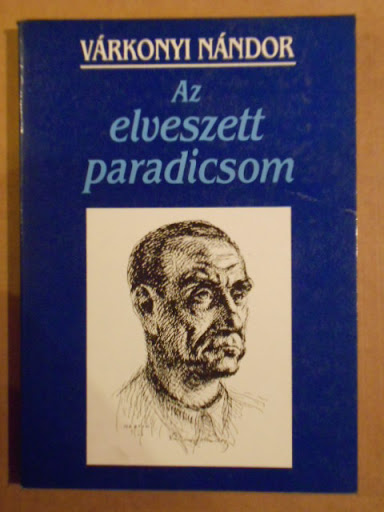 VÁRKONYI NÁNDOR
Az
elveszett
paradicsom